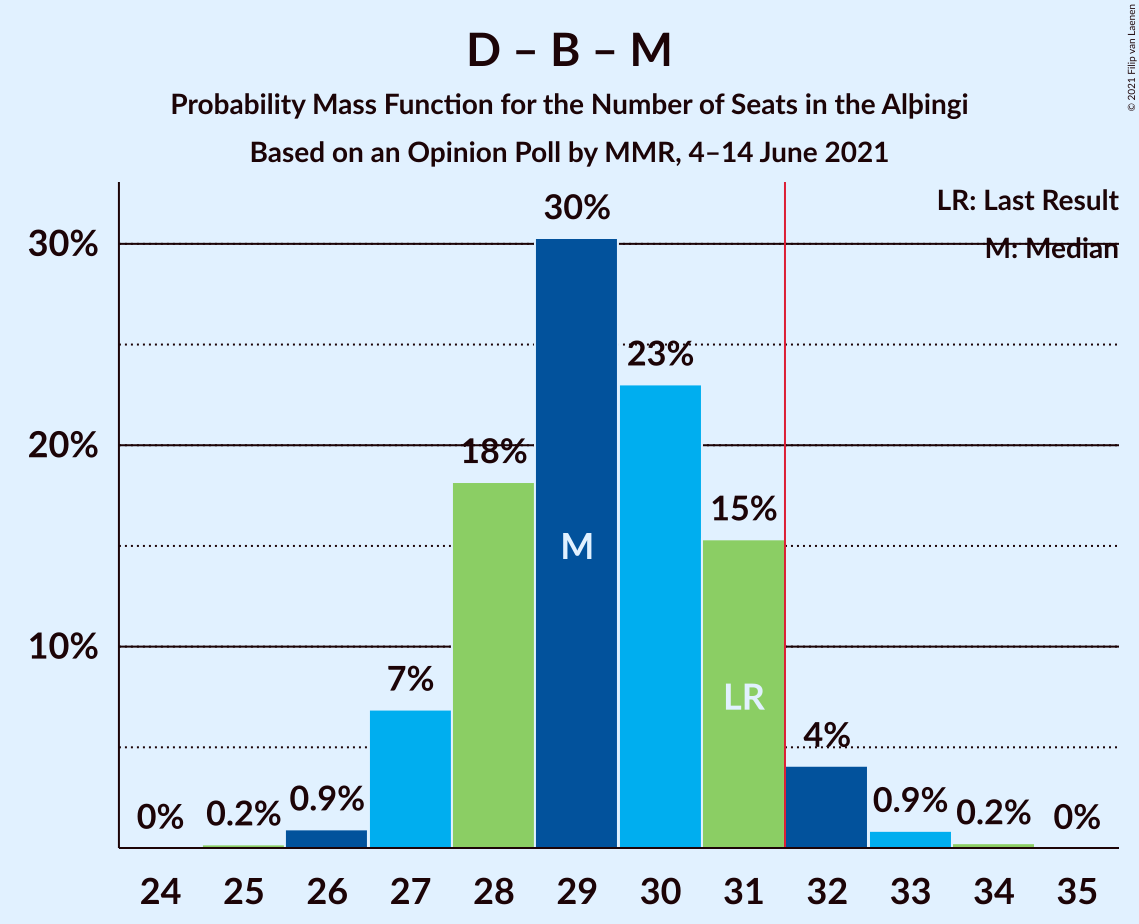 D – B – M
Probability Mass Function for the Number of Seats in the Alþingi
Based on an Opinion Poll by MMR, 4–14 June 2021
© 2021 Filip van Laenen
LR: Last Result
M: Median
30%
20%
10%
0%
0.2%
0.9%
7%
18%
30%
23%
15%
4%
0.9%
0.2%
0%
M
LR
24 25 26 27 28 29 30 31 32 33 34 35